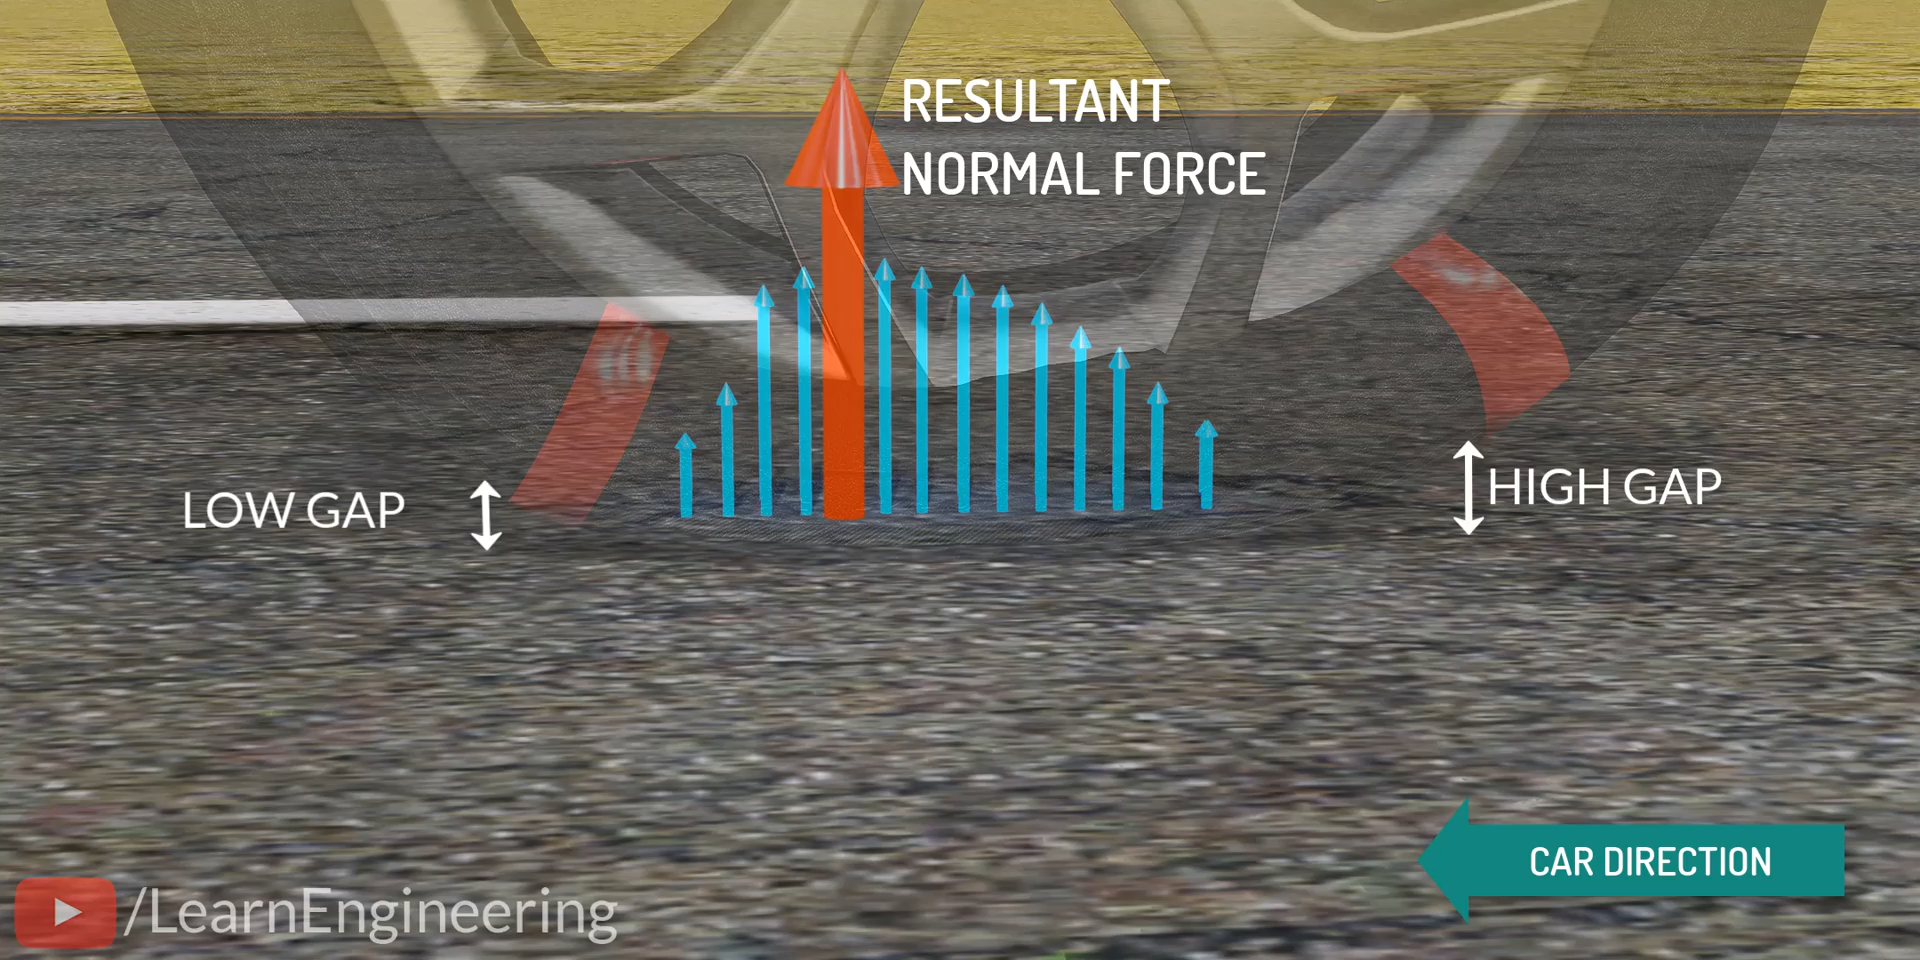 RESULTANT
NORMAL FORCE
LOW GAP
HIGH GAP
CAR DIRECTION
/LearnEngineering